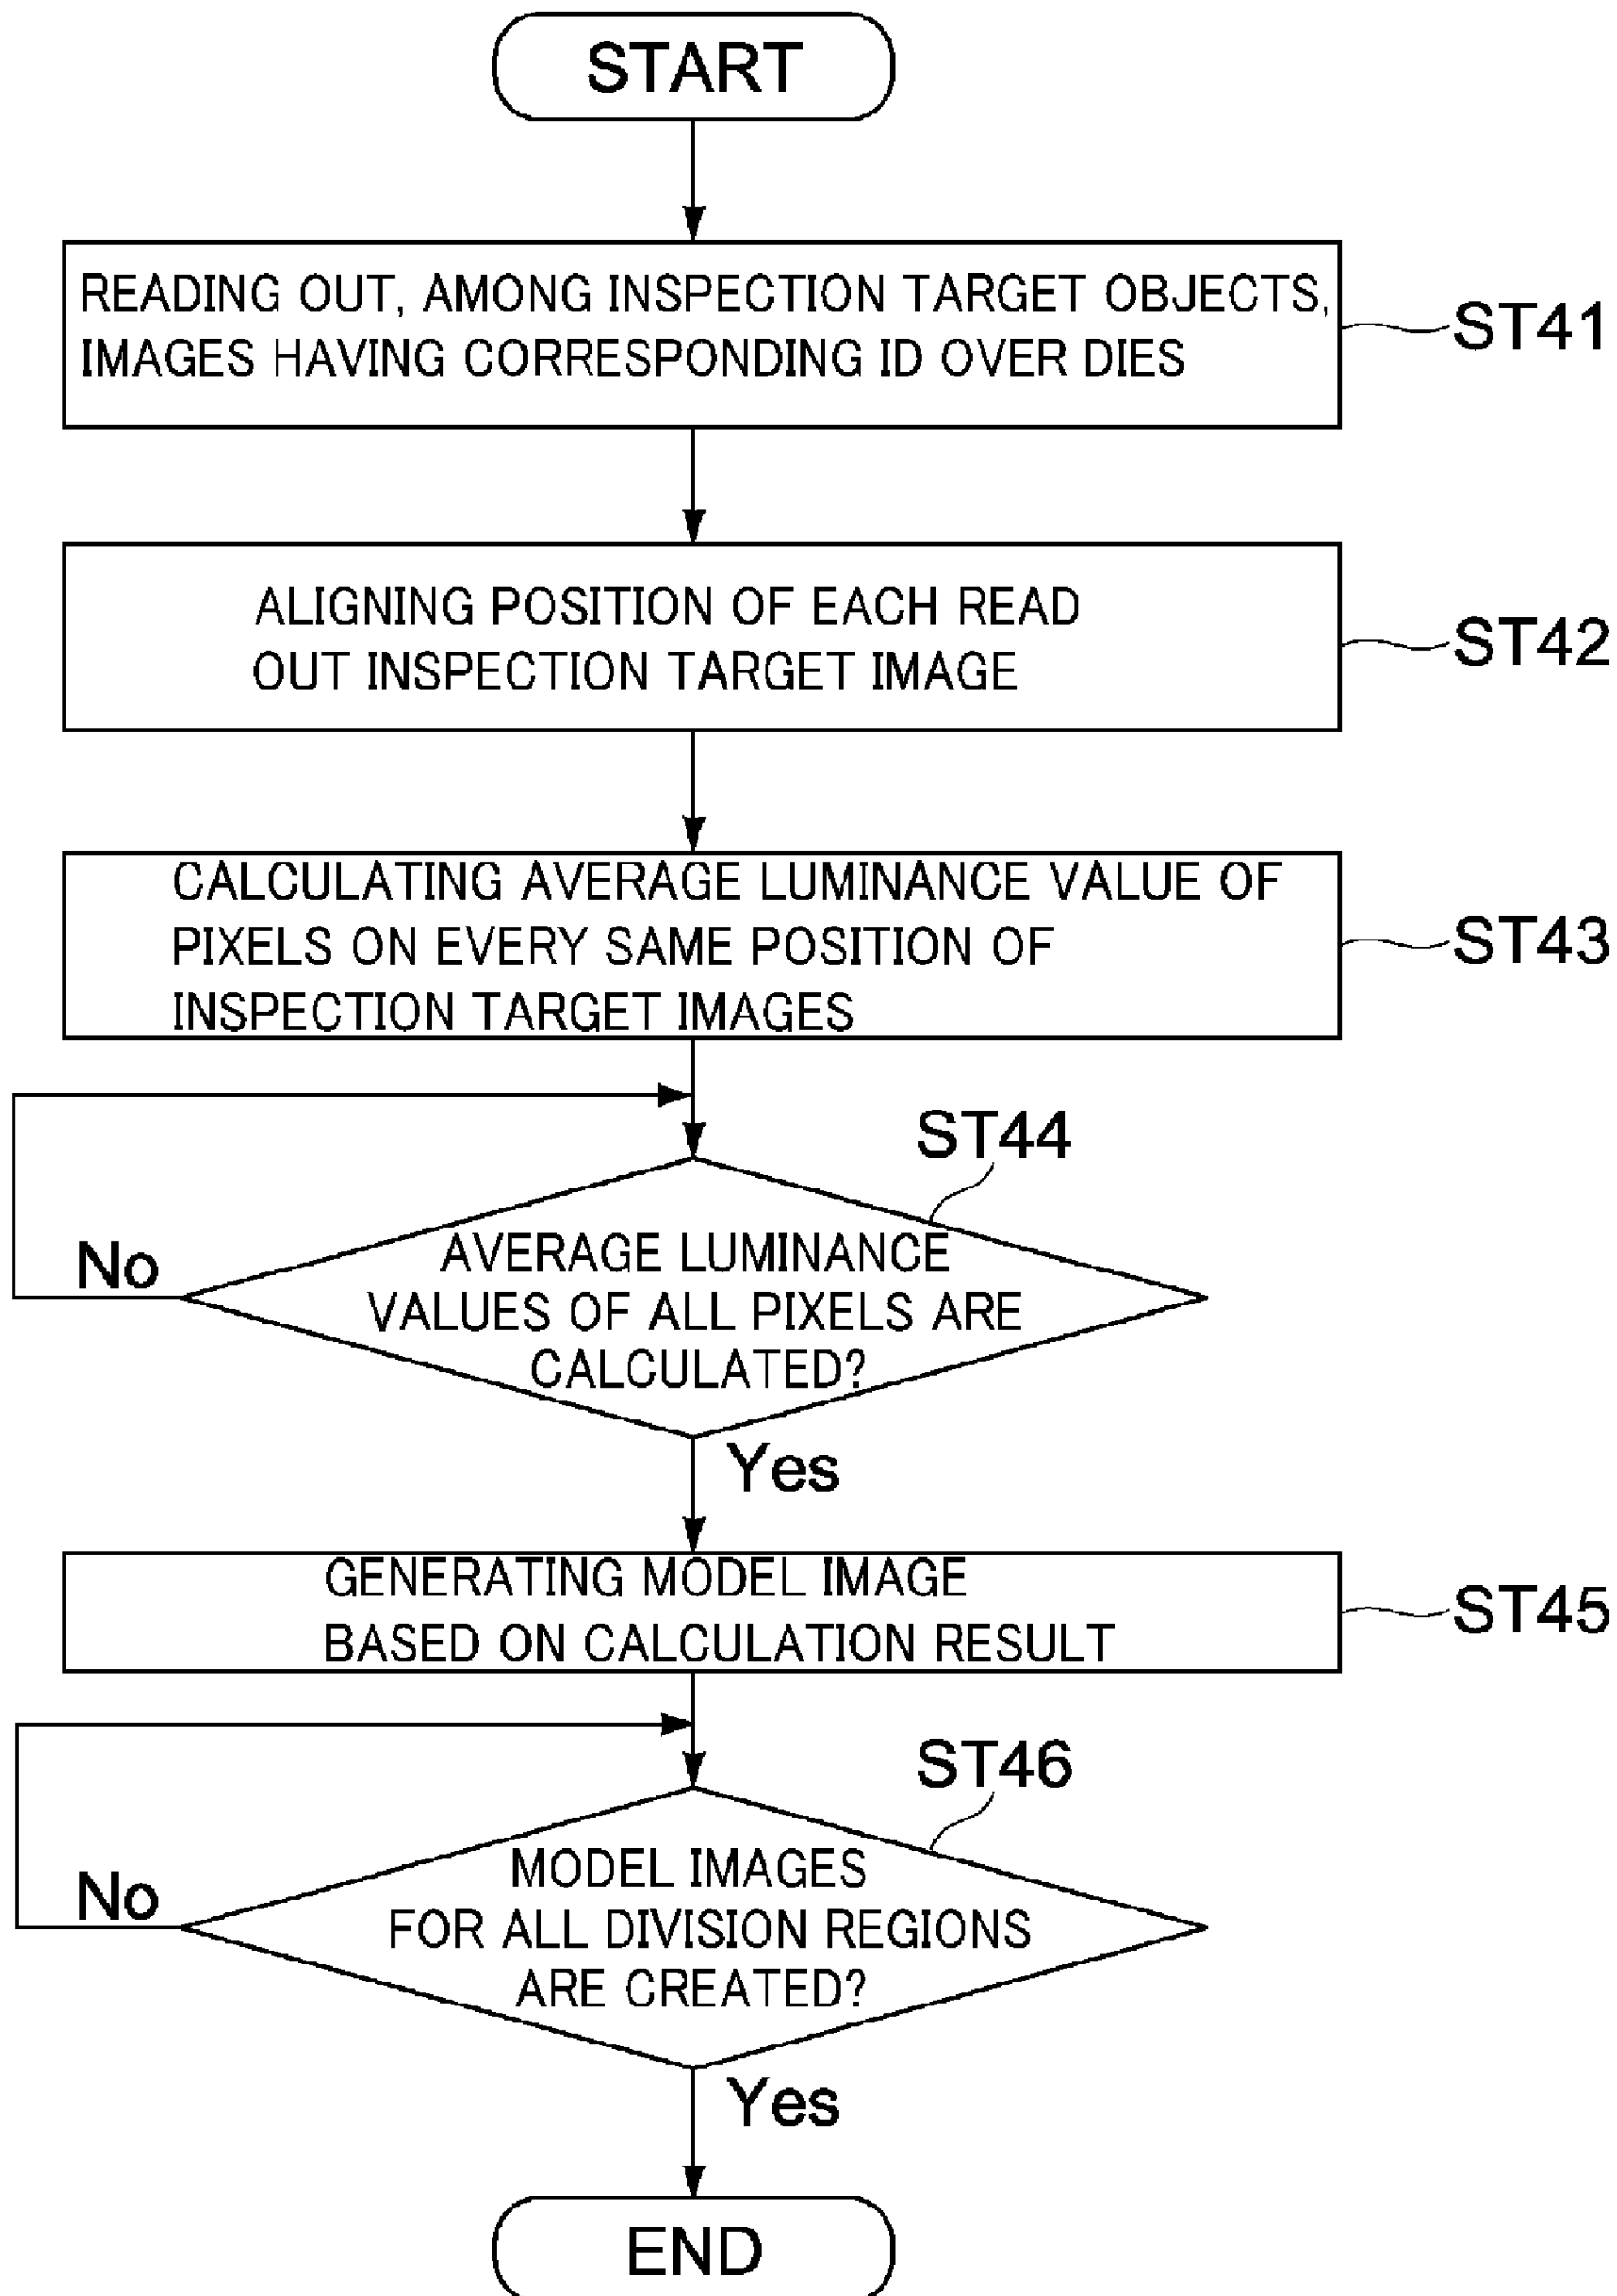 START
READING OUT, AMONG INSPECTION TARGET OBJECTS,
IMAGES HAVING CORRESPONDING ID OVER DIES
ST41
ALIGNING POSITION OF EACH READ
OUT INSPECTION TARGET IMAGE
ST42
CALCULATING AVERAGE LUMINANCE VALUE OF
PIXELS ON EVERY SAME POSITION OF
INSPECTION TARGET IMAGES
ST43
ST44
AVERAGE LUMINANCE
VALUES OF ALL PIXELS ARE
CALCULATED?
No
Yes
GENERATING MODEL IMAGE
BASED ON CALCULATION RESULT
ST45
ST46
MODEL IMAGES
FOR ALL DIVISION REGIONS
ARE CREATED?
No
Yes
END